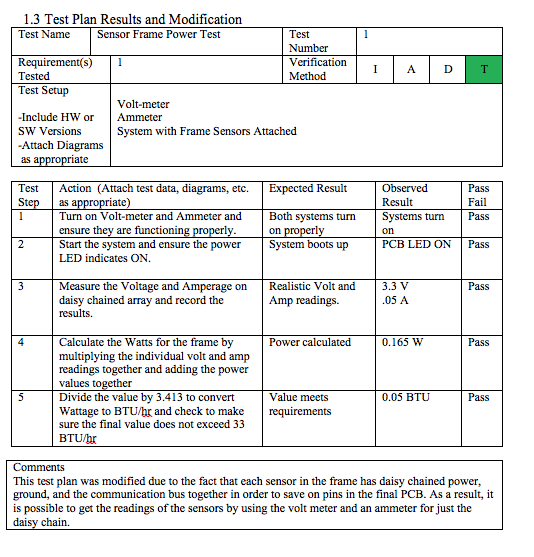 1.3 Test Plan Results and Modification
Test Name
Sensor Frame Power Test
Test
Number
1
Requirement(s)
Tested
1
Verification
Method
I
A
D
T
Test Setup
-Include HW or
SW Versions
-Attach Diagrams
as appropriate
Volt-meter
Ammeter
System with Frame Sensors Attached
Test
Step
Action (Attach test data, diagrams, etc.
as appropriate)
Expected Result
Observed
Result
Pass
Fail
1
Turn on Volt-meter and Ammeter and
ensure they are functioning properly.
Both systems turn
on properly
Systems turn
on
Pass
2
Start the system and ensure the power
LED indicates ON.
System boots up
PCB LED ON
Pass
3
Measure the Voltage and Amperage on
daisy chained array and record the
results.
Realistic Volt and
Amp readings.
3.3 V
.05 A
Pass
4
Calculate the Watts for the frame by
multiplying the individual volt and amp
readings together and adding the power
values together
Power calculated
0.165 W
Pass
5
Divide the value by 3.413 to convert
Wattage to BTU/hr and check to make
sure the final value does not exceed 33
BTU/hr
Value meets
requirements
0.05 BTU
Pass
Comments
This test plan was modified due to the fact that each sensor in the frame has daisy chained power,
ground, and the communication bus together in order to save on pins in the final PCB. As a result, it
is possible to get the readings of the sensors by using the volt meter and an ammeter for just the
daisy chain.